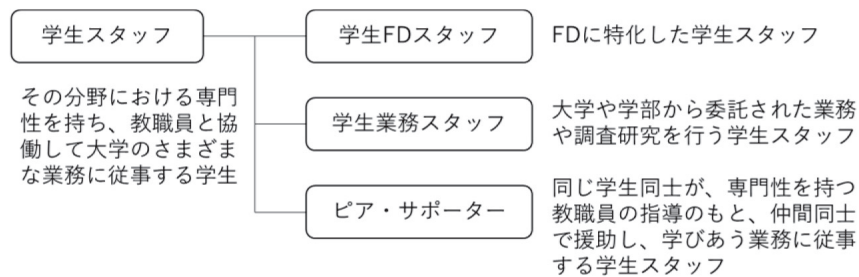 学生スタッフ
その分野における専門
性を持ち、教職員と協
働して大学のさまざま
な業務に従事する学生
学生FDスタッフ
FDに特化した学生スタッフ
学生業務スタッフ
大学や学部から委託された業務
や調査研究を行う学生スタッフ
ピア・サポーター
同じ学生同士が、専門性を持つ
教職員の指導のもと、仲間同士
で援助し、学びあう業務に従事
する学生スタッフ